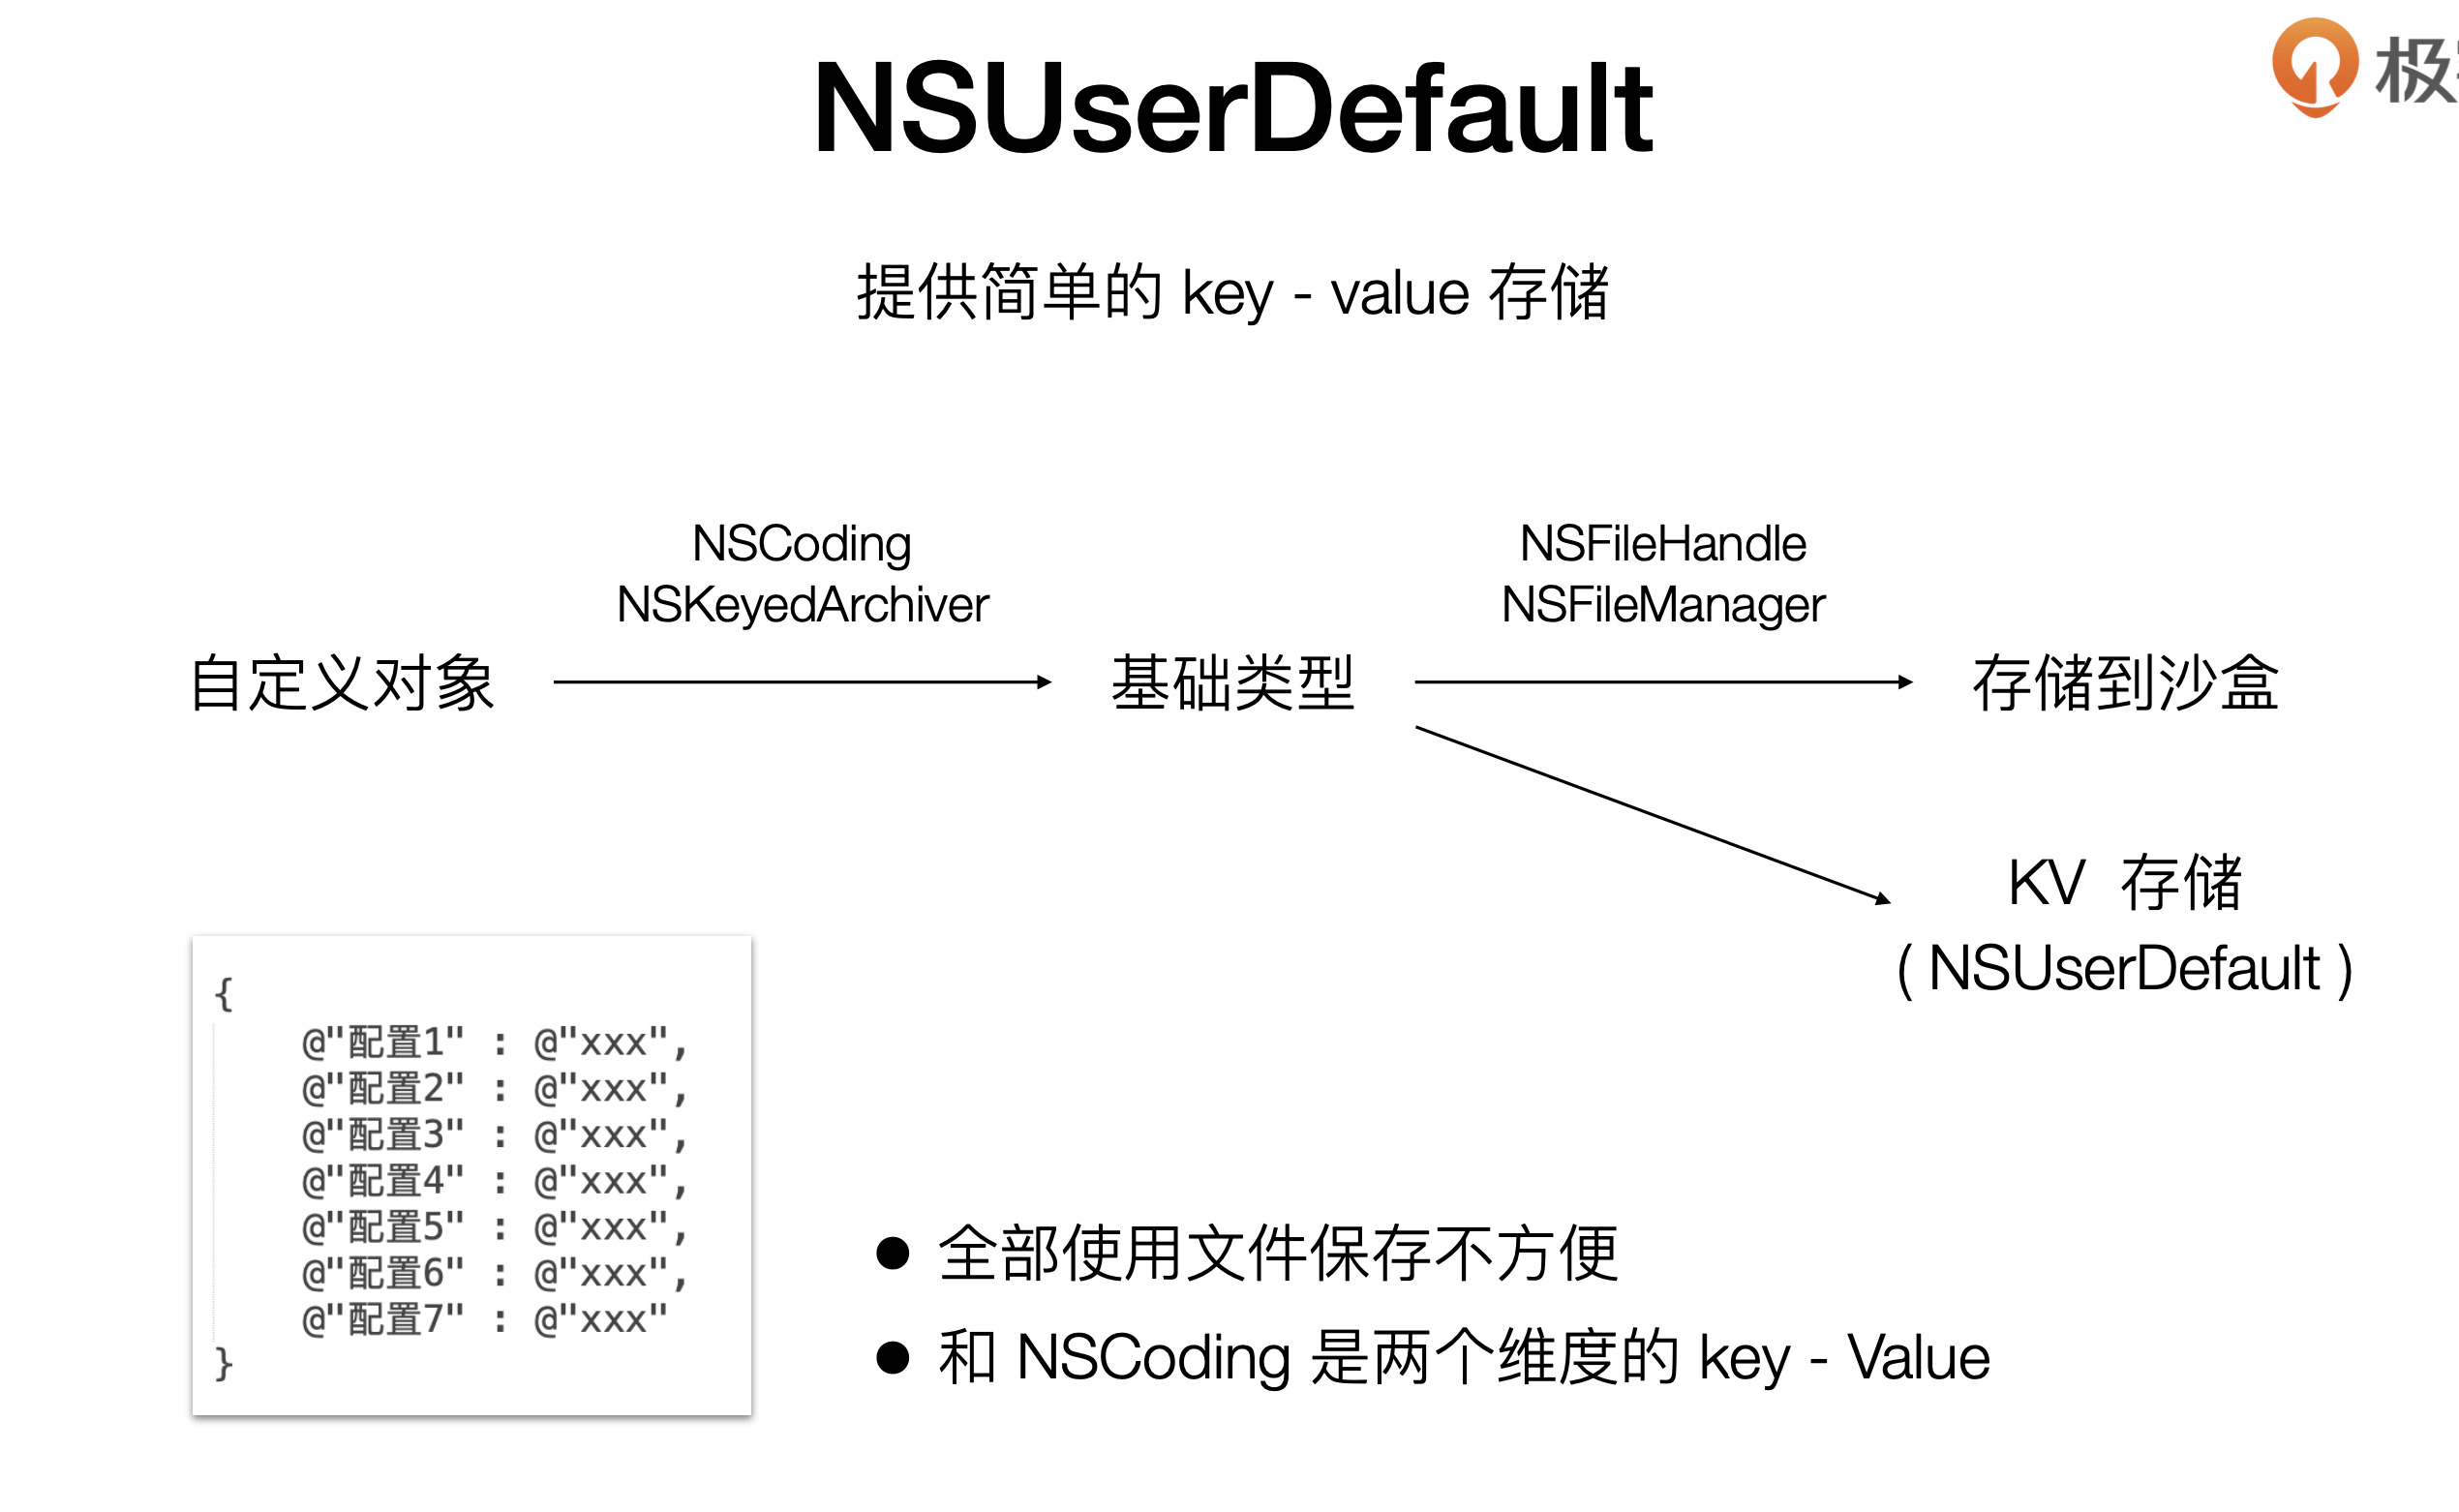 NSUserDefault
极
提供简单的 key - value 存储
NSCoding
NSKeyedArchiver
NSFileHandle
NSFileManager
自定义对象
基础类型
存储到沙盒
KV 存储
( NSUserDefault )
{
@"配置1" : @"xxx",
@"配置2" : @"xxx",
@"配置3" : @"xxx",
@"配置4" : @"xxx",
@"配置5" : @"xxx",
@"配置6" : @"xxx",
@"配置7" : @"xxx"
}
● 全部使用文件保存不方便
● 和 NSCoding 是两个维度的 key - Value